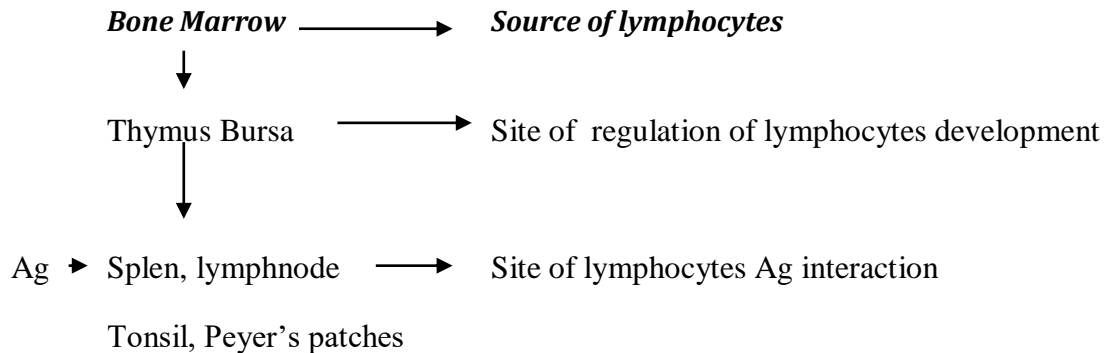 Bone Marrow Source of lymphocytes
Thymus Bursa Site of regulation of lymphocytes development
Ag Splen, lymphnode Site of lymphocytes Ag interaction
Tonsil, Peyer’s patches